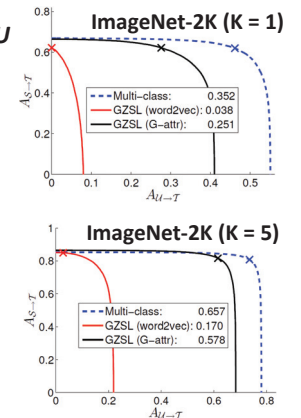 U
ImageNet-2K (K = 1)
0.8
0.6
0.4
0.2
0
A_{S→T}
Multi-class: 0.352
GZSL (word2vec): 0.038
GZSL (G-attr): 0.251
0 0.1 0.2 0.3 0.4 0.5
A_{U→T}
ImageNet-2K (K = 5)
1
0.8
0.6
0.4
0.2
0
A_{S→T}
Multi-class: 0.657
GZSL (word2vec): 0.170
GZSL (G-attr): 0.578
0 0.2 0.4 0.6 0.8
A_{U→T}